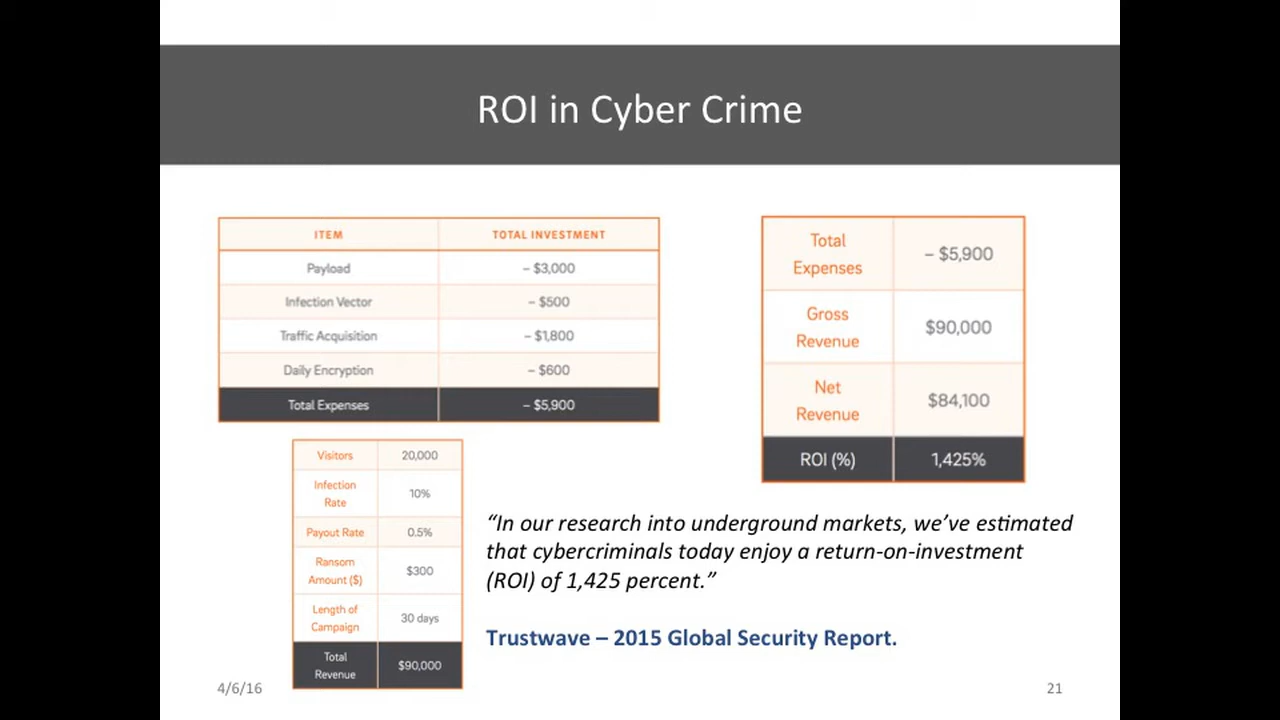 ROI in Cyber Crime
ITEM TOTAL INVESTMENT
Payload – $3,000
Infection Vector – $500
Traffic Acquisition – $1,800
Daily Encryption – $600
Total Expenses – $5,900
Total
Expenses – $5,900
Gross
Revenue $90,000
Net
Revenue $84,100
ROI (%) 1,425%
Visitors 20,000
Infection
Rate 10%
Payout Rate 0.5%
Ransom
Amount ($) $300
Length of
Campaign 30 days
Total
Revenue $90,000
“In our research into underground markets, we’ve estimated
that cybercriminals today enjoy a return-on-investment
(ROI) of 1,425 percent.”
Trustwave – 2015 Global Security Report.
4/6/16
21